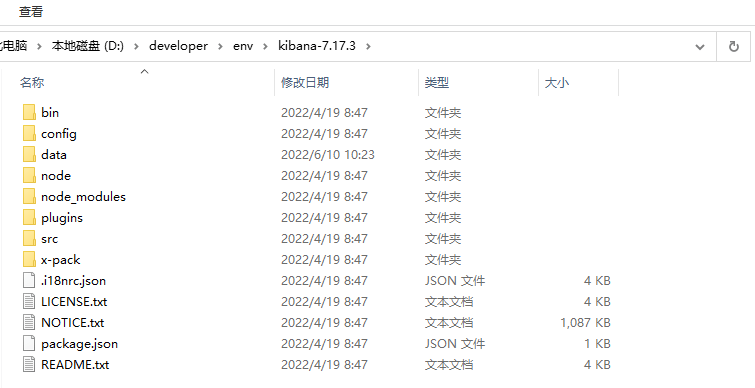 查看
电脑 > 本地磁盘 (D:) > developer > env > kibana-7.17.3 >
名称 修改日期 类型 大小
bin 2022/4/19 8:47 文件夹
config 2022/4/19 8:47 文件夹
data 2022/6/10 10:23 文件夹
node 2022/4/19 8:47 文件夹
node_modules 2022/4/19 8:47 文件夹
plugins 2022/4/19 8:47 文件夹
src 2022/4/19 8:47 文件夹
x-pack 2022/4/19 8:47 文件夹
.i18nrc.json 2022/4/19 8:47 JSON 文件 4 KB
LICENSE.txt 2022/4/19 8:47 文本文档 4 KB
NOTICE.txt 2022/4/19 8:47 文本文档 1,087 KB
package.json 2022/4/19 8:47 JSON 文件 1 KB
README.txt 2022/4/19 8:47 文本文档 4 KB